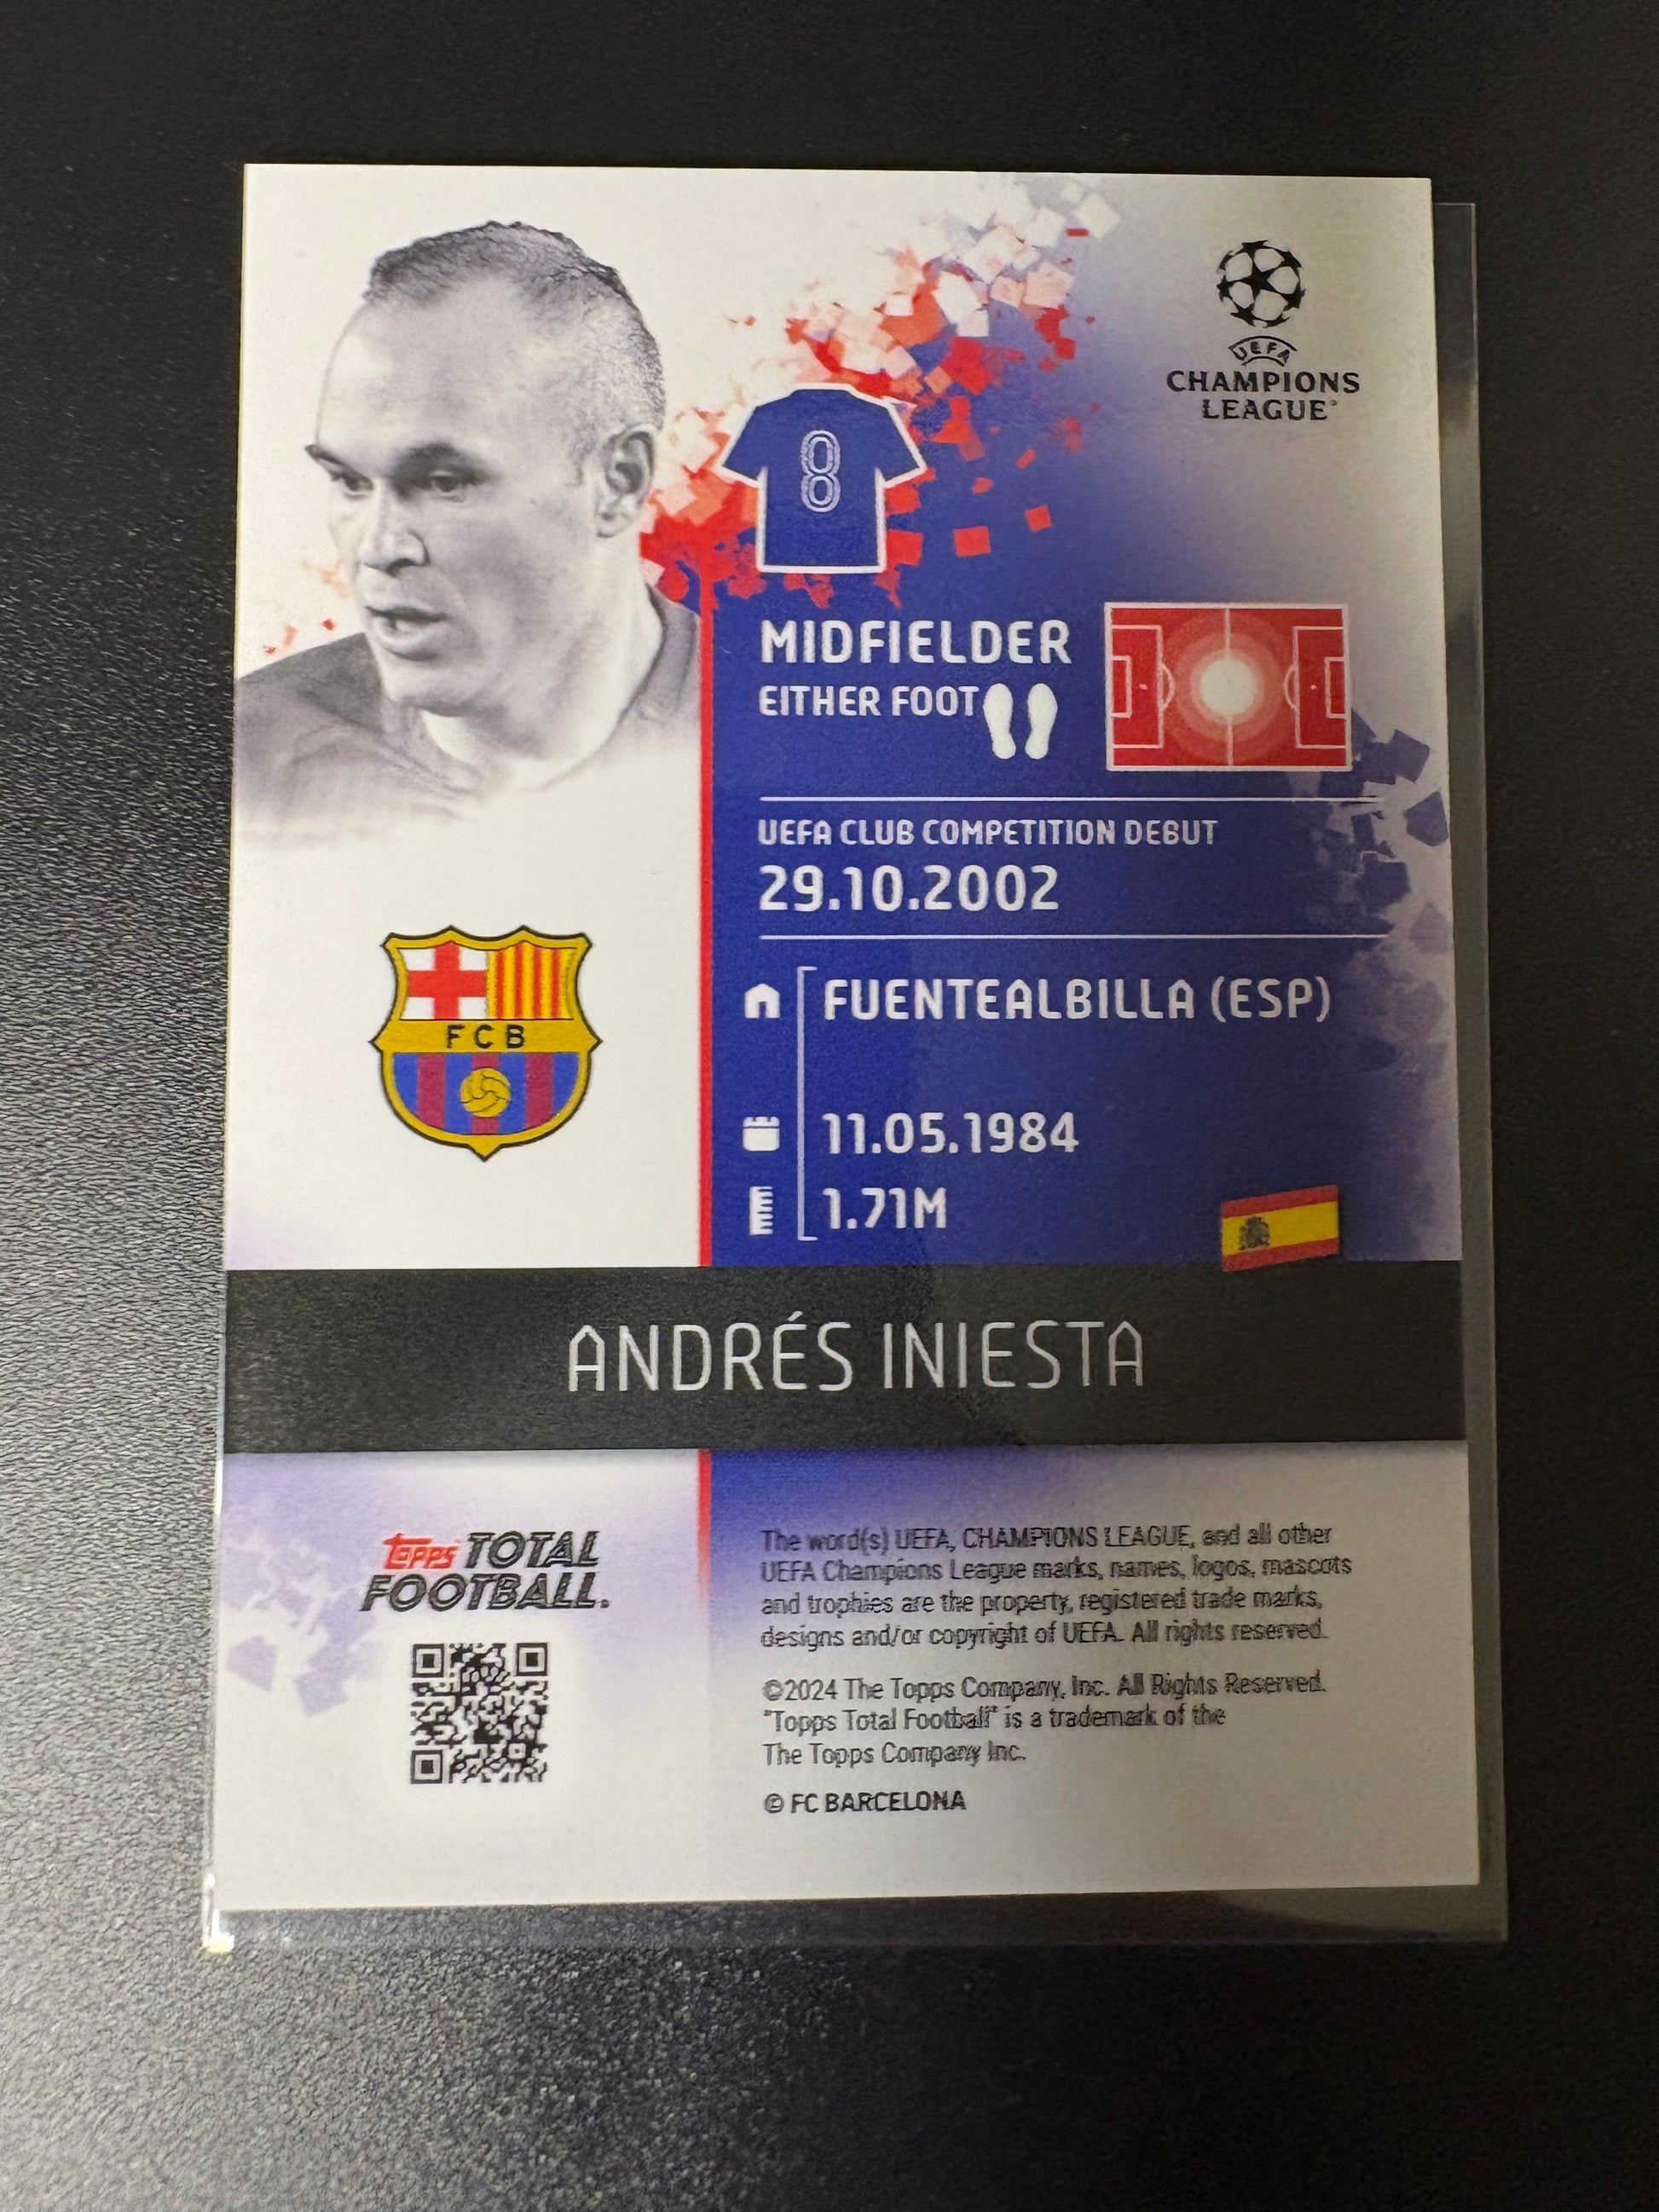 UEFA
CHAMPIONS
LEAGUE
8
MIDFIELDER
EITHER FOOT
UEFA CLUB COMPETITION DEBUT
29.10.2002
FUENTEALBILLA (ESP)
FCB
11.05.1984
1.71M
ANDRÉS INIESTA
topps TOTAL
FOOTBALL.
The word(s) UEFA, CHAMPIONS LEAGUE, and all other
UEFA Champions League marks, names, logos, mascots
and trophies are the property, registered trade marks,
designs and/or copyright of UEFA. All rights reserved.
©2024 The Topps Company, Inc. All Rights Reserved.
"Topps Total Football" is a trademark of the
The Topps Company Inc.
© FC BARCELONA